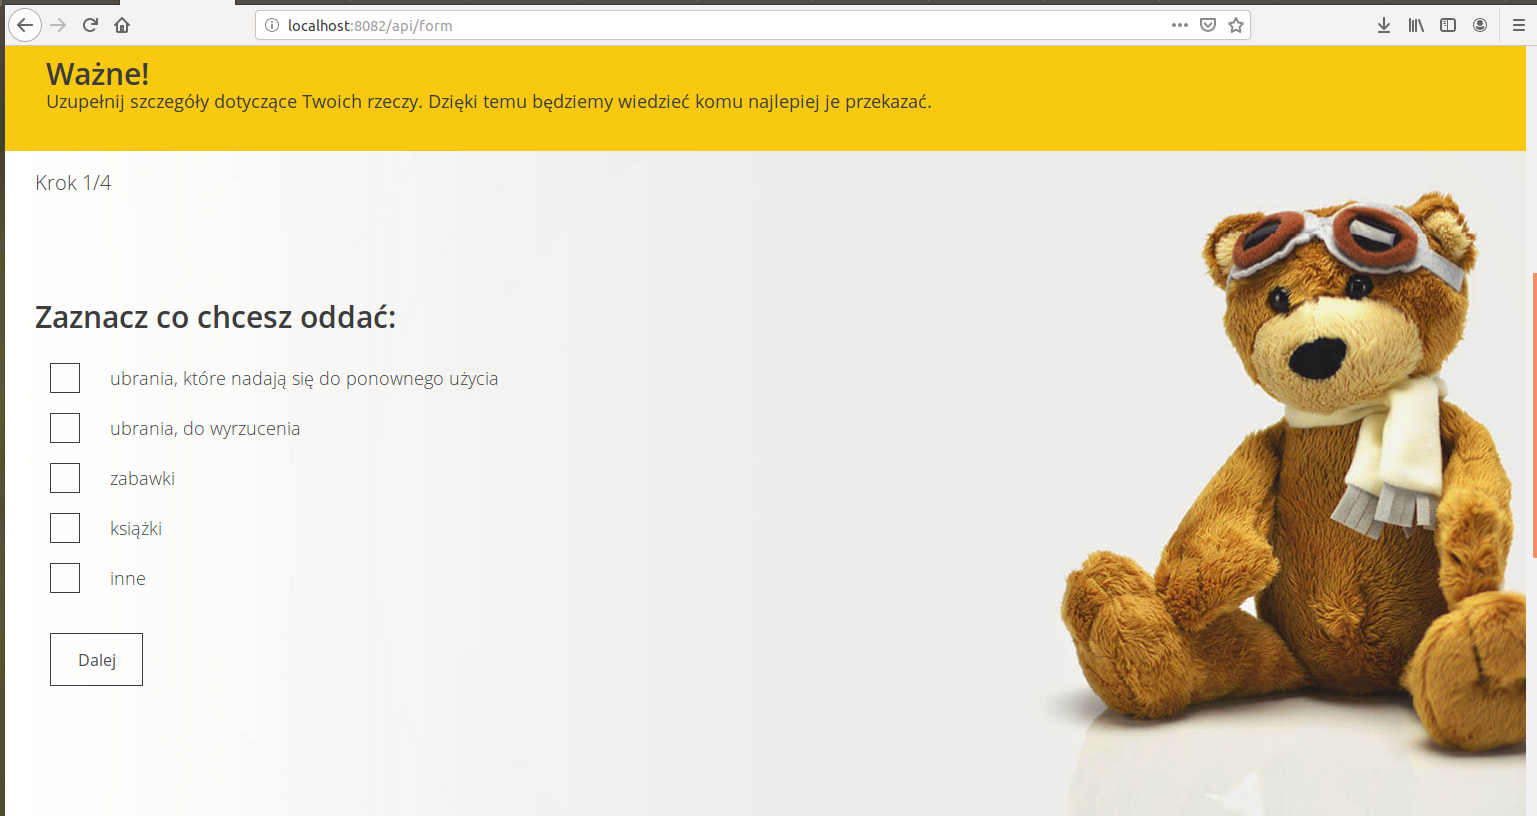 localhost:8082/api/form
Ważne!
Uzupełnij szczegóły dotyczące Twoich rzeczy. Dzięki temu będziemy wiedzieć komu najlepiej je przekazać.
Krok 1/4
Zaznacz co chcesz oddać:
ubrania, które nadają się do ponownego użycia
ubrania, do wyrzucenia
zabawki
książki
inne
Dalej